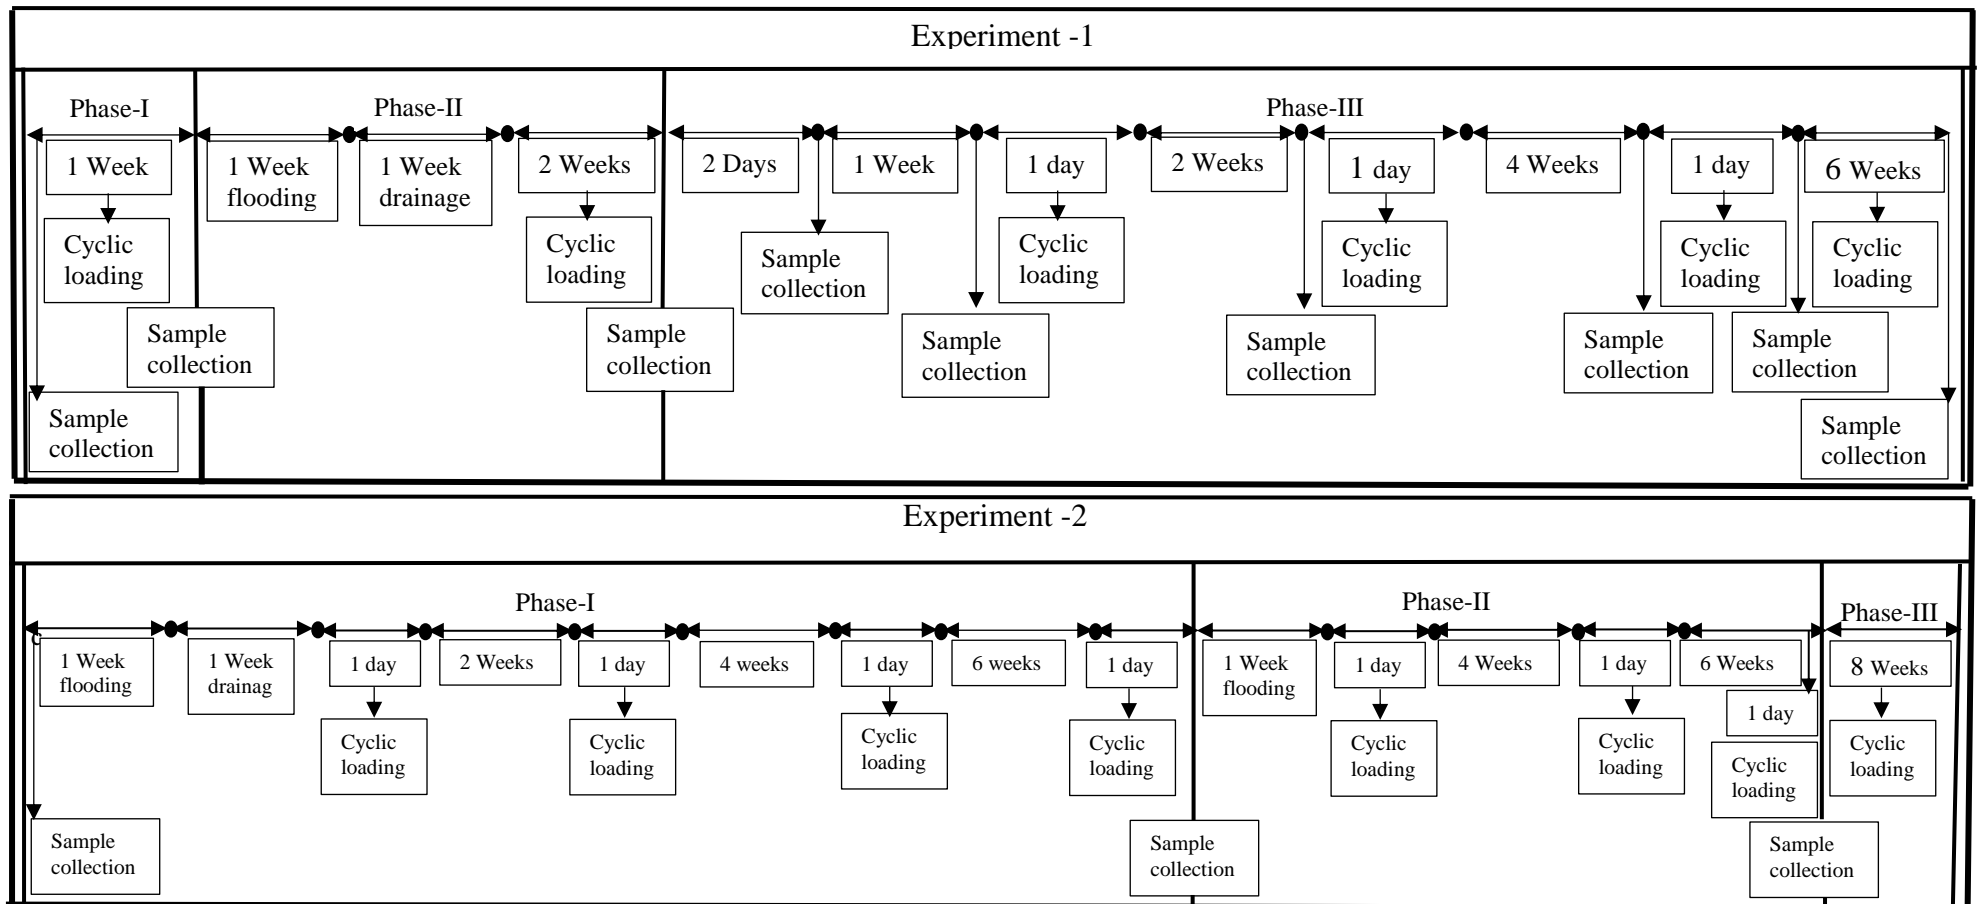 Experiment -1
Phase-I
Phase-II
Phase-III
1 Week
1 Week
flooding
1 Week
drainage
2 Weeks
2 Days
1 Week
1 day
2 Weeks
1 day
4 Weeks
1 day
6 Weeks
Cyclic
loading
Cyclic
loading
Sample
collection
Cyclic
loading
Cyclic
loading
Cyclic
loading
Cyclic
loading
Sample
collection
Sample
collection
Sample
collection
Sample
collection
Sample
collection
Sample
collection
Sample
collection
Sample
collection
Experiment -2
Phase-I
Phase-II
Phase-III
1 Week
flooding
1 Week
drainag
1 day
2 Weeks
1 day
4 weeks
1 day
6 weeks
1 day
1 Week
flooding
1 day
4 Weeks
1 day
6 Weeks
8 Weeks
1 day
Cyclic
loading
Cyclic
loading
Cyclic
loading
Cyclic
loading
Cyclic
loading
Cyclic
loading
Cyclic
loading
Cyclic
loading
Sample
collection
Sample
collection
Sample
collection